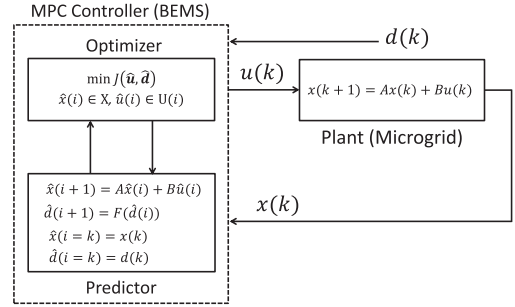 MPC Controller (BEMS)
Optimizer
min J(û, d̂)
x̂(i) ∈ X, û(i) ∈ U(i)
d(k)
u(k)
x(k + 1) = Ax(k) + Bu(k)
Plant (Microgrid)
x̂(i + 1) = Ax̂(i) + Bû(i)
d̂(i + 1) = F(d̂(i))
x̂(i = k) = x(k)
d̂(i = k) = d(k)
x(k)
Predictor